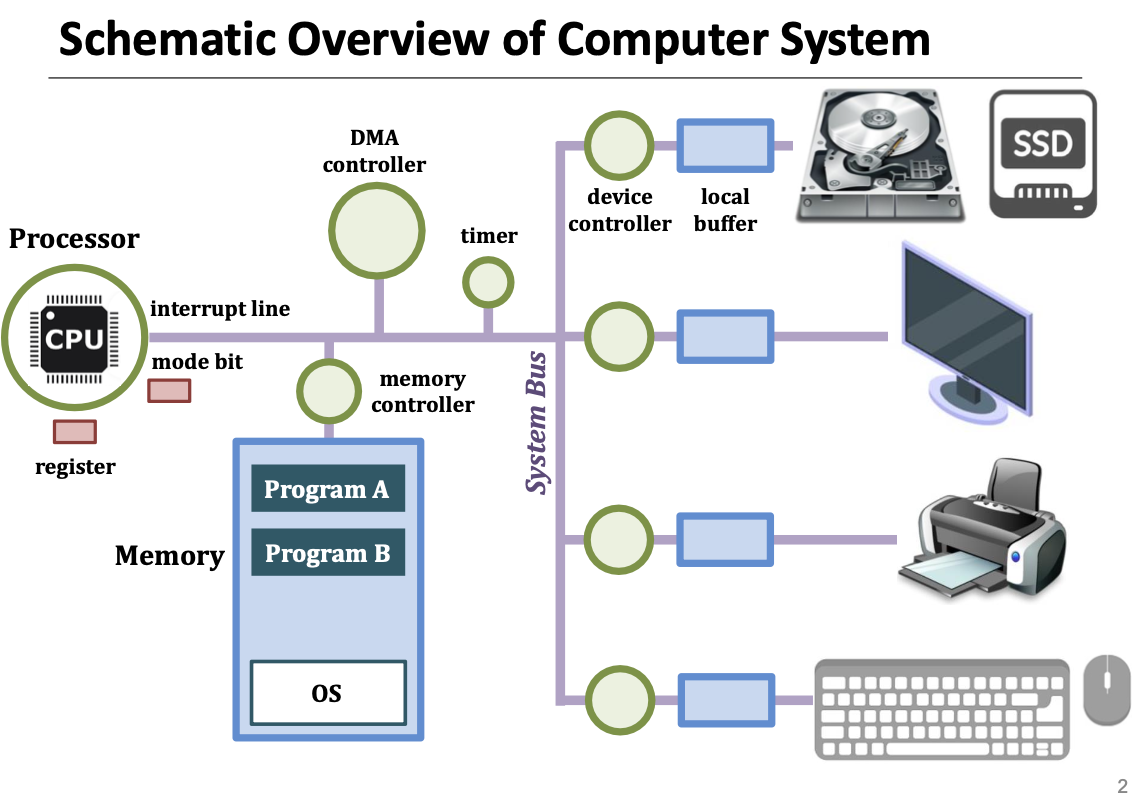 Schematic Overview of Computer System
DMA
controller
timer
Processor
CPU
interrupt line
mode bit
register
memory
controller
Memory
Program A
Program B
OS
System Bus
device
controller
local
buffer
SSD
2